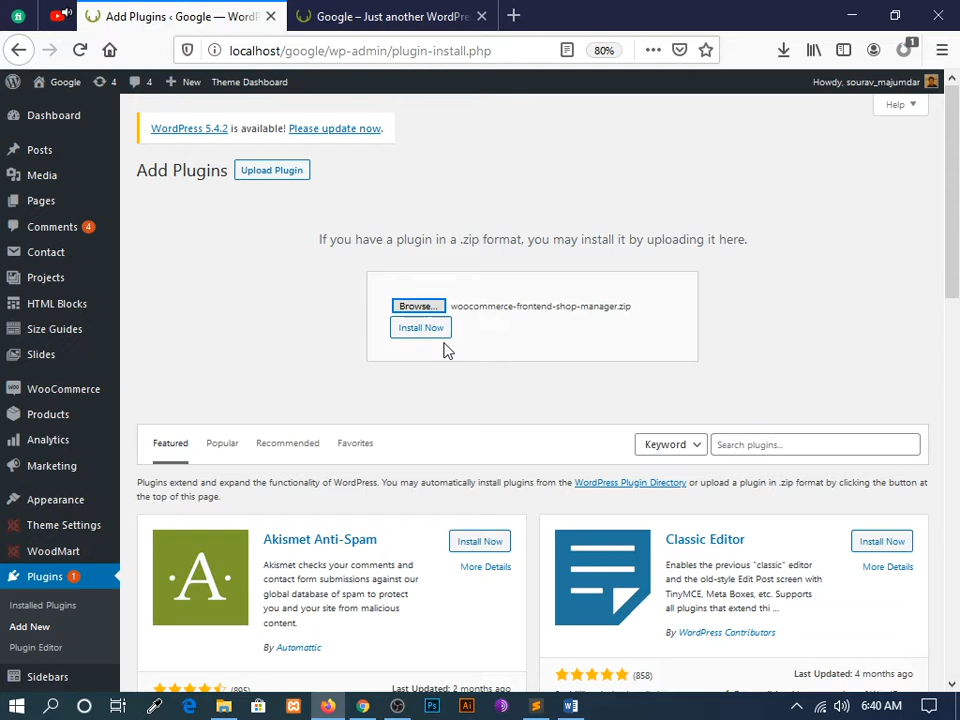 Add Plugins ‹ Google — WordP
Google – Just another WordPre
localhost/google/wp-admin/plugin-install.php
80%
1
Google
4
4
New
Theme Dashboard
Howdy, sourav_majumdar
Dashboard
Posts
Media
Pages
Comments 4
Contact
Projects
HTML Blocks
Size Guides
Slides
WooCommerce
Products
Analytics
Marketing
Appearance
Theme Settings
WoodMart
Plugins 1
Installed Plugins
Add New
Plugin Editor
Sidebars
Help
WordPress 5.4.2 is available! Please update now.
Add Plugins
Upload Plugin
If you have a plugin in a .zip format, you may install it by uploading it here.
Browse... woocommerce-frontend-shop-manager.zip
Install Now
Featured
Popular
Recommended
Favorites
Keyword
Search plugins...
Plugins extend and expand the functionality of WordPress. You may automatically install plugins from the WordPress Plugin Directory or upload a plugin in .zip format by clicking the button
at the top of this page.
A
Akismet Anti-Spam
Install Now
More Details
Akismet checks your comments and
contact form submissions against our
global database of spam to protect
you and your site from malicious
content.
By Automattic
(895)
Last Updated: 2 months ago
Classic Editor
Install Now
More Details
Enables the previous "classic" editor
and the old-style Edit Post screen with
TinyMCE, Meta Boxes, etc. Supports
all plugins that extend thi ...
By WordPress Contributors
(858)
Last Updated: 4 months ago
Ps
Ai
6:40 AM